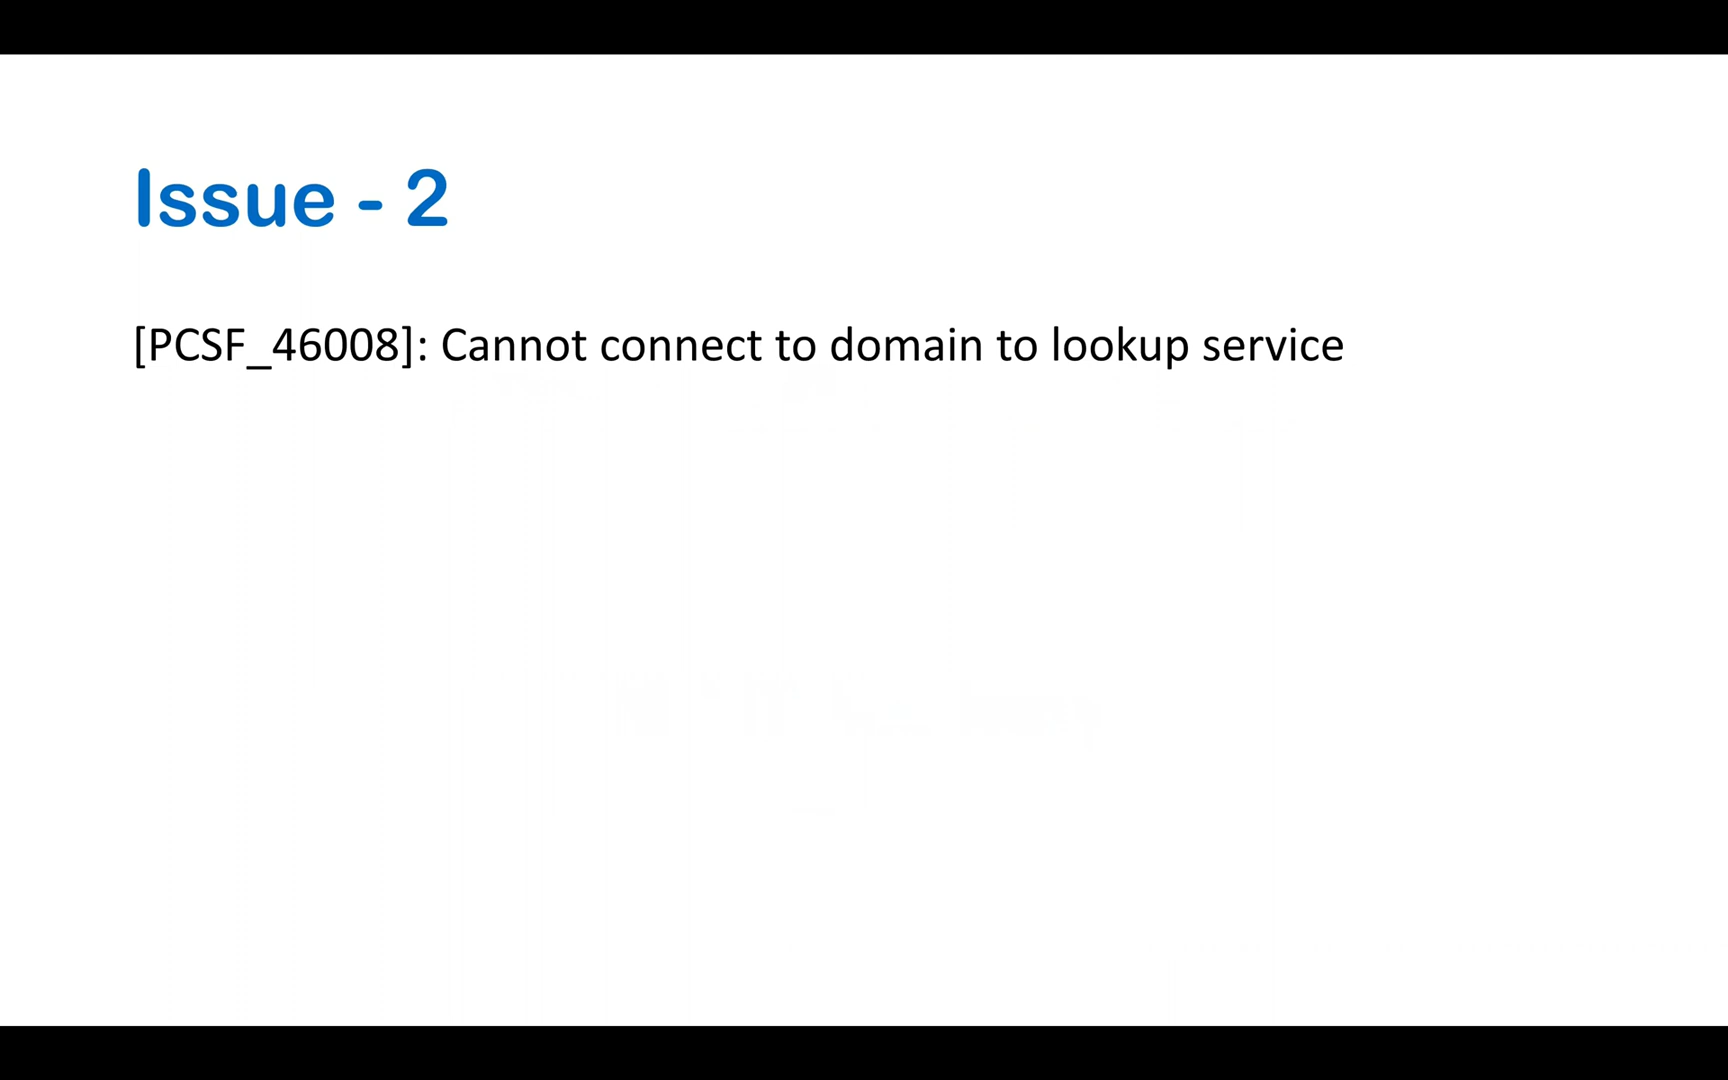 Issue - 2
[PCSF_46008]: Cannot connect to domain to lookup service